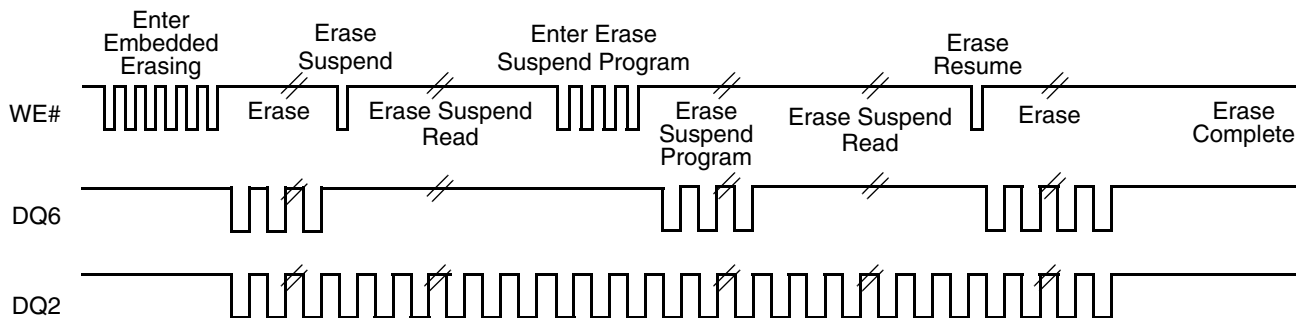 Enter
Embedded
Erasing
Erase
Suspend
Enter Erase
Suspend Program
Erase
Resume
WE#
Erase
Erase Suspend
Read
Erase
Suspend
Program
Erase Suspend
Read
Erase
Erase
Complete
DQ6
DQ2